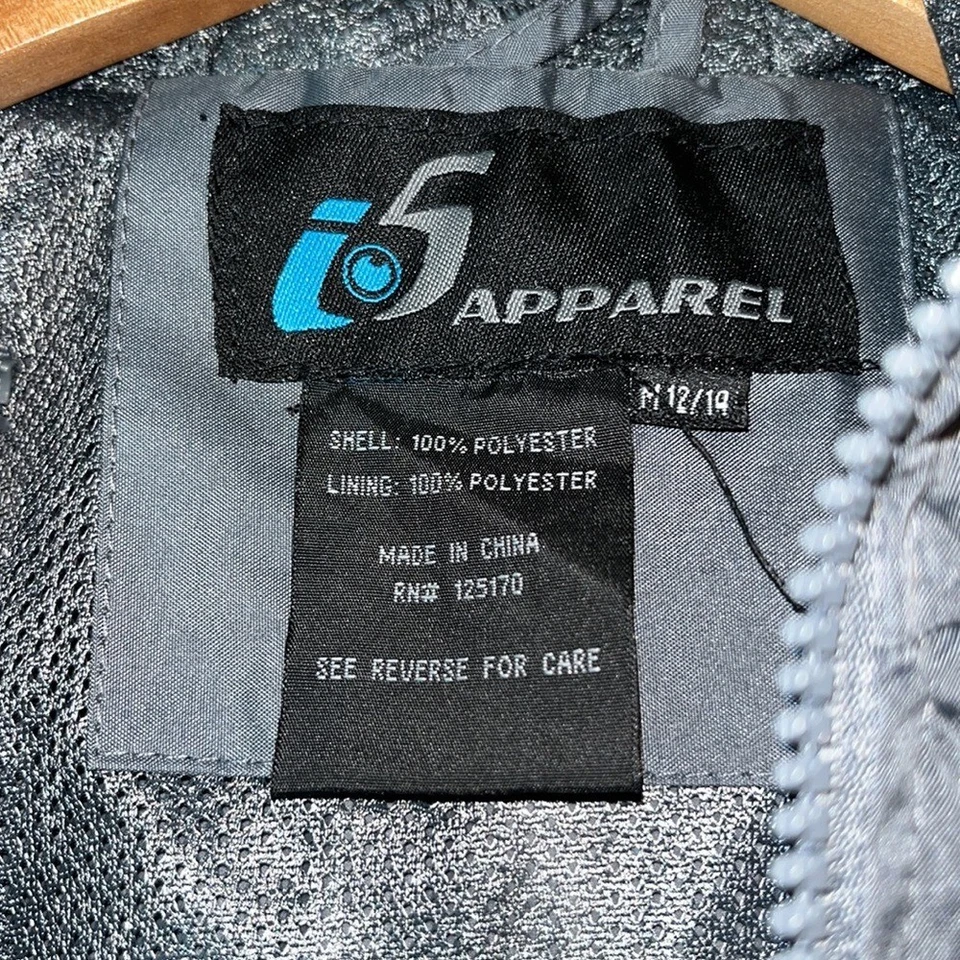 i5 APPAREL
M 12/14
SHELL: 100% POLYESTER
LINING: 100% POLYESTER
MADE IN CHINA
RN# 125170
SEE REVERSE FOR CARE